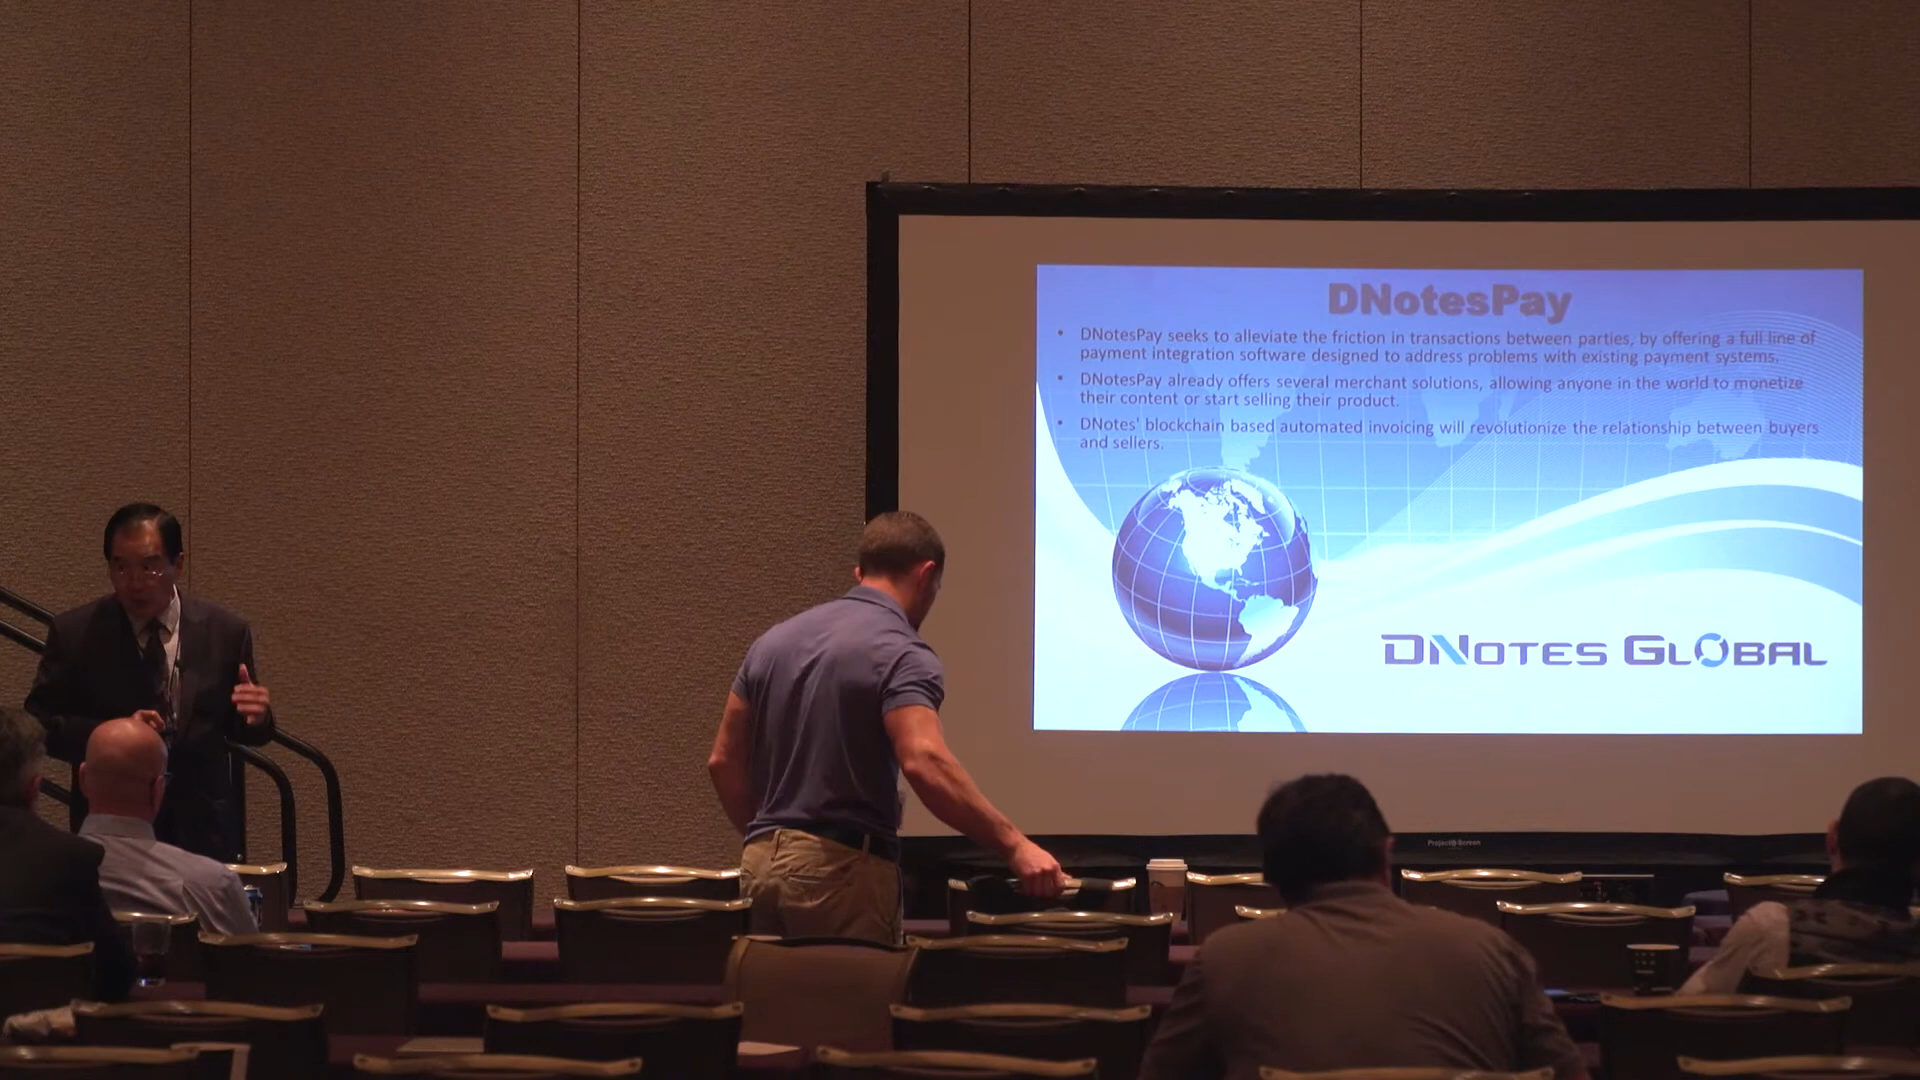 DNotesPay
• DNotesPay seeks to alleviate the friction in transactions between parties, by offering a full line of
payment integration software designed to address problems with existing payment systems.
• DNotesPay already offers several merchant solutions, allowing anyone in the world to monetize
their content or start selling their product.
• DNotes' blockchain based automated invoicing will revolutionize the relationship between buyers
and sellers.
DNOTES GLOBAL
Project-Screen